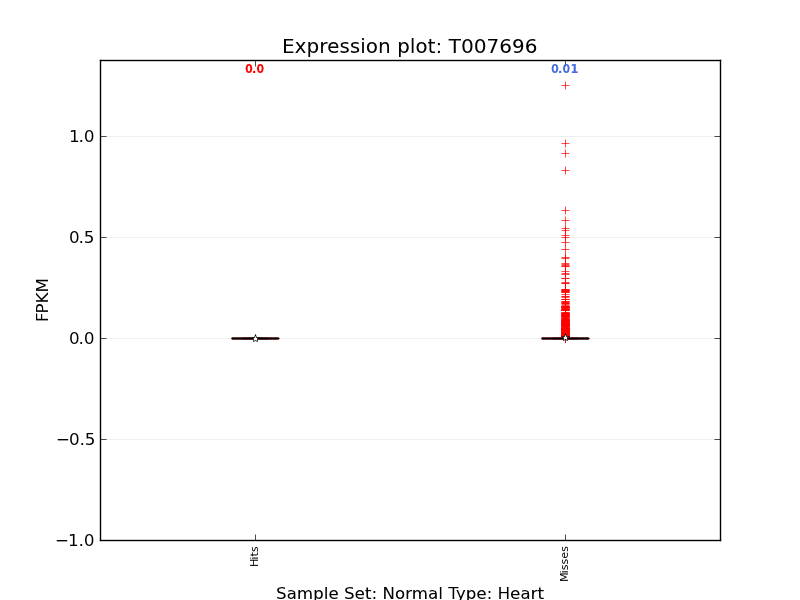 Expression plot: T007696
0.0
0.01
1.0
0.5
0.0
−0.5
−1.0
FPKM
Hits
Misses
Sample Set: Normal Type: Heart